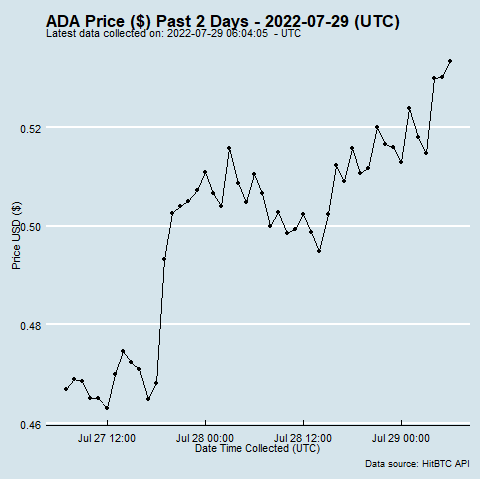 ADA Price ($) Past 2 Days - 2022-07-29 (UTC)
Latest data collected on: 2022-07-29 06:04:05 - UTC
Price USD ($)
0.52
0.50
0.48
0.46
Jul 27 12:00 Jul 28 00:00 Jul 28 12:00 Jul 29 00:00
Date Time Collected (UTC)
Data source: HitBTC API